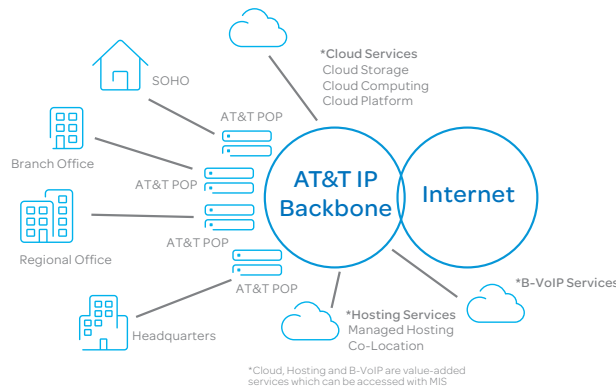 *Cloud Services
Cloud Storage
Cloud Computing
Cloud Platform
SOHO
AT&T POP
Branch Office
AT&T POP
AT&T IP
Backbone
Internet
AT&T POP
Regional Office
AT&T POP
*B-VoIP Services
Headquarters
*Hosting Services
Managed Hosting
Co-Location
*Cloud, Hosting and B-VoIP are value-added
services which can be accessed with MIS